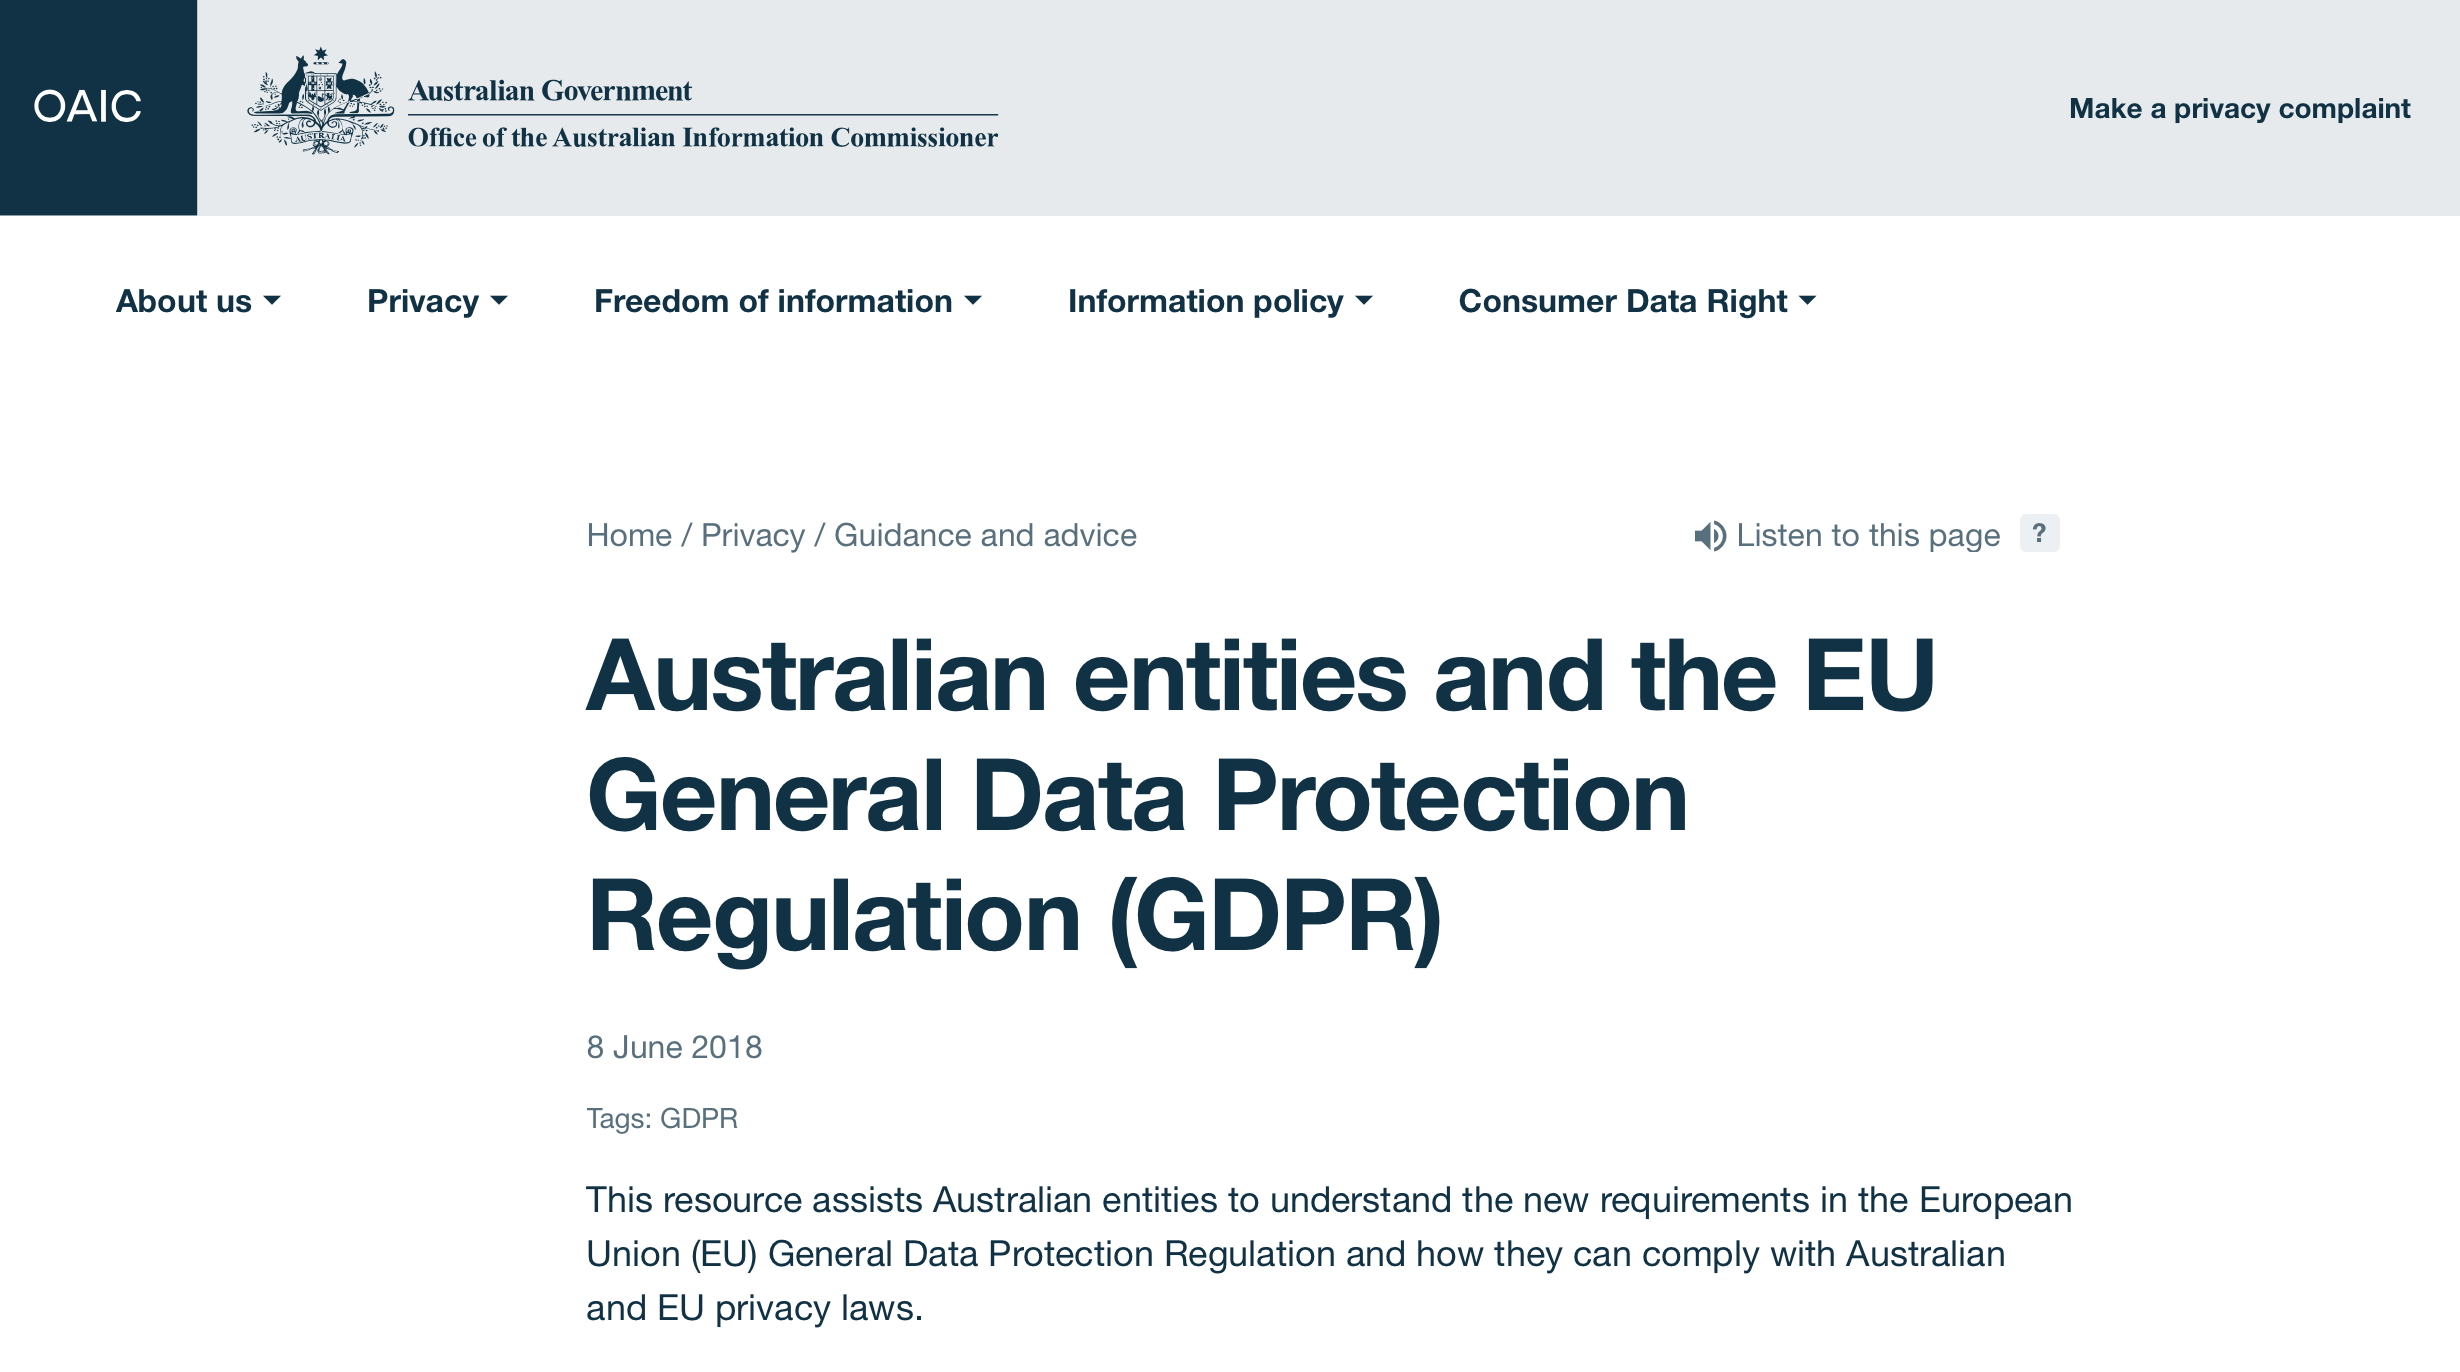 OAIC
Australian Government
Office of the Australian Information Commissioner
AUSTRALIA
Make a privacy complaint
About us
Privacy
Freedom of information
Information policy
Consumer Data Right
Home / Privacy / Guidance and advice
Listen to this page ?
Australian entities and the EU
General Data Protection
Regulation (GDPR)
8 June 2018
Tags: GDPR
This resource assists Australian entities to understand the new requirements in the European
Union (EU) General Data Protection Regulation and how they can comply with Australian
and EU privacy laws.